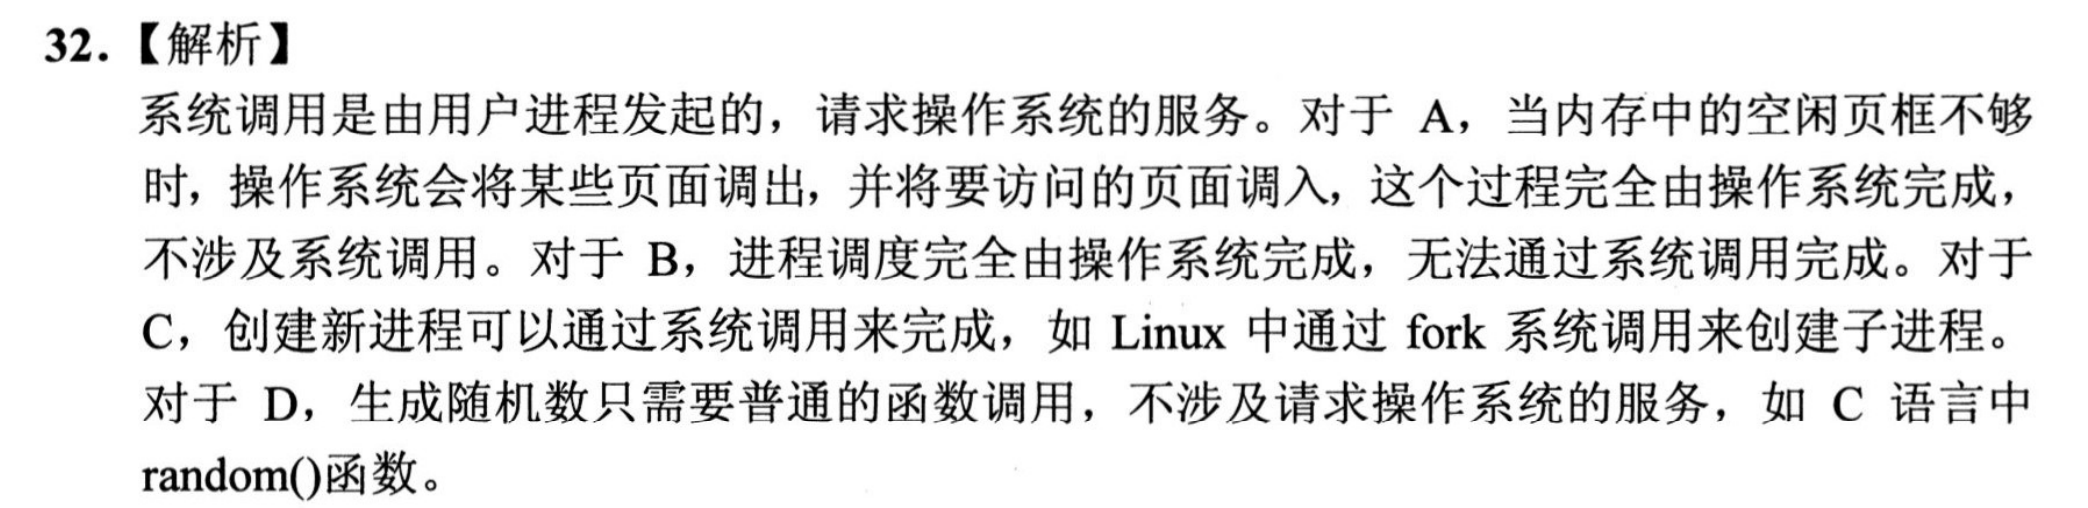 32.【解析】
系统调用是由用户进程发起的，请求操作系统的服务。对于 A，当内存中的空闲页框不够
时，操作系统会将某些页面调出，并将要访问的页面调入，这个过程完全由操作系统完成，
不涉及系统调用。对于 B，进程调度完全由操作系统完成，无法通过系统调用完成。对于
C，创建新进程可以通过系统调用来完成，如 Linux 中通过 fork 系统调用来创建子进程。
对于 D，生成随机数只需要普通的函数调用，不涉及请求操作系统的服务，如 C 语言中
random()函数。